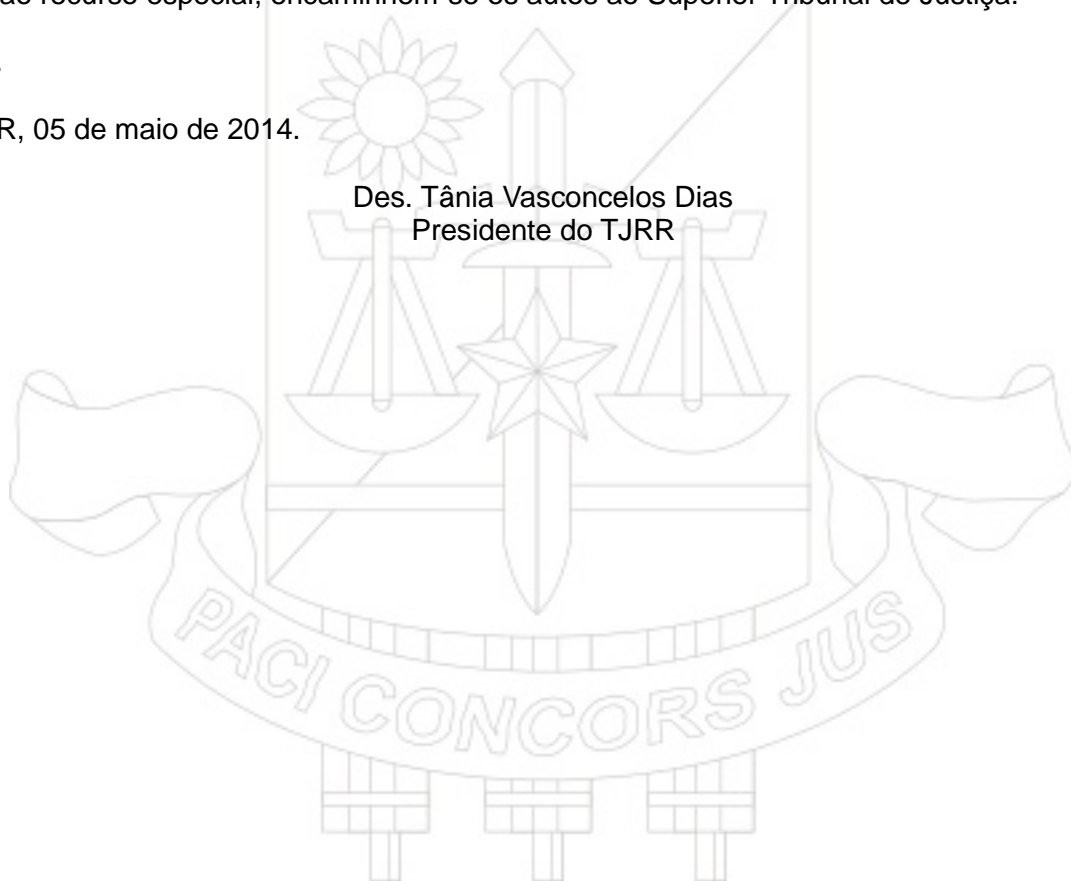 ao recurso especial, encaminhem-se os autos ao Superior Tribunal de Justiça.
R, 05 de maio de 2014.
Des. Tânia Vasconcelos Dias
Presidente do TJRR
PACI CONCORS JUS